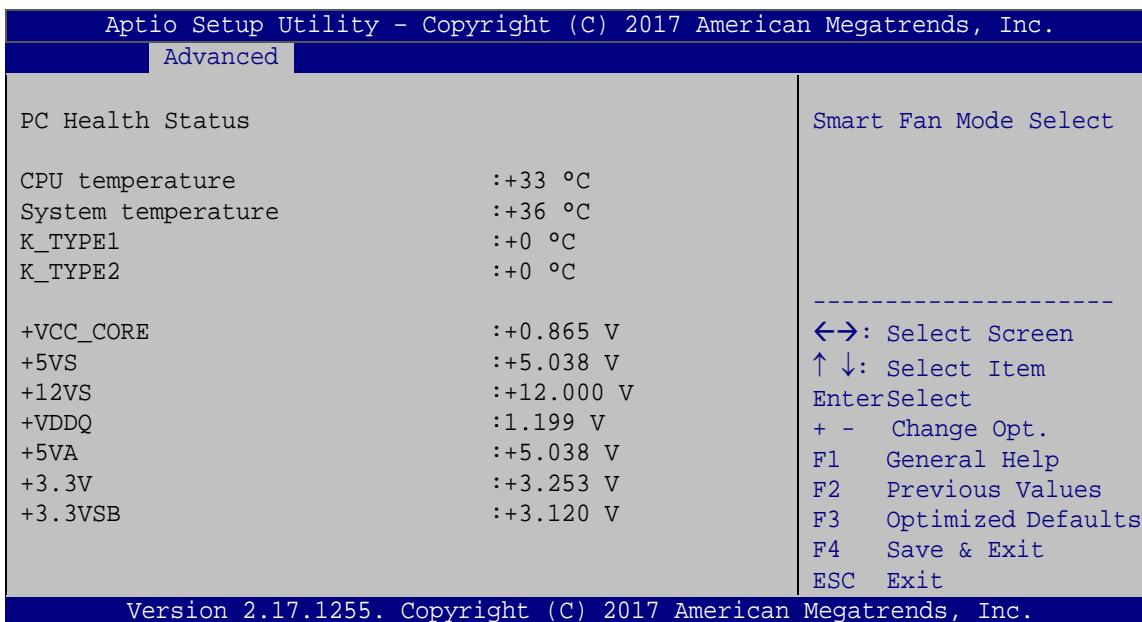 Aptio Setup Utility – Copyright (C) 2017 American Megatrends, Inc.
Advanced
PC Health Status
CPU temperature :+33 ºC
System temperature :+36 ºC
K_TYPE1 :+0 ºC
K_TYPE2 :+0 ºC
+VCC_CORE :+0.865 V
+5VS :+5.038 V
+12VS :+12.000 V
+VDDQ :1.199 V
+5VA :+5.038 V
+3.3V :+3.253 V
+3.3VSB :+3.120 V
Smart Fan Mode Select
---------------------
←→: Select Screen
↑ ↓: Select Item
EnterSelect
+ - Change Opt.
F1 General Help
F2 Previous Values
F3 Optimized Defaults
F4 Save & Exit
ESC Exit
Version 2.17.1255. Copyright (C) 2017 American Megatrends, Inc.